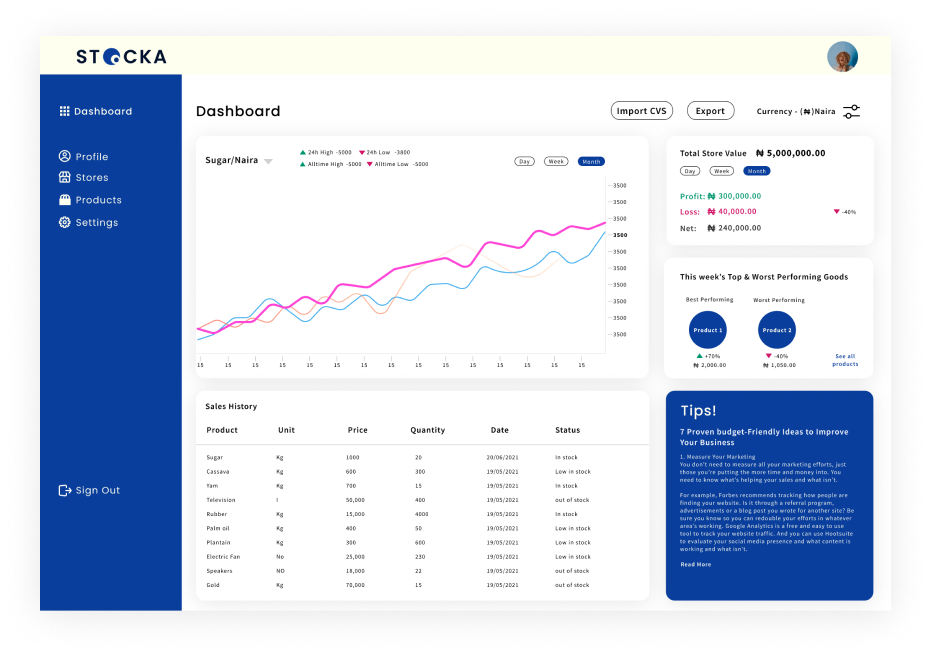 STOCKA
Dashboard
Profile
Stores
Products
Settings
Sign Out
Dashboard
Import CVS
Export
Currency - (₦)Naira
Sugar/Naira
24h High -5000 24h Low -3800
Alltime High -5000 Alltime Low -5000
Day Week Month
3500
3500
3500
3500
3500
3500
3500
3500
3500
3500
15 15 15 15 15 15 15 15 15 15 15 15 15 15 15
Total Store Value ₦ 5,000,000.00
Day Week Month
Profit: ₦ 300,000.00
Loss: ₦ 40,000.00 -40%
Net: ₦ 240,000.00
This week's Top & Worst Performing Goods
Best Performing Worst Performing
Product 1 Product 2
+70% -40% See all
₦ 2,000.00 ₦ 1,050.00 products
Sales History
Product Unit Price Quantity Date Status
Sugar Kg 1000 20 20/06/2021 In stock
Cassava Kg 600 300 19/05/2021 Low in stock
Yam Kg 700 15 19/05/2021 In stock
Television I 50,000 400 19/05/2021 out of stock
Rubber Kg 15,000 4000 19/05/2021 In stock
Palm oil Kg 400 50 19/05/2021 Low in stock
Plantain Kg 300 600 19/05/2021 Low in stock
Electric Fan No 25,000 230 19/05/2021 Low in stock
Speakers NO 18,000 22 19/05/2021 out of stock
Gold Kg 70,000 15 19/05/2021 out of stock
Tips!
7 Proven budget-Friendly Ideas to Improve
Your Business
1. Measure Your Marketing
You don't need to measure all your marketing efforts, just
those you're putting the more time and money into. You
need to know what's helping your sales and what isn't.
For example, Forbes recommends tracking how people are
finding your website. Is it through a referral program,
advertisements or a blog post you wrote for another site? Be
sure you know so you can redouble your efforts in whatever
area's working. Google Analytics is a free and easy to use
tool to track your website traffic. And you can use Hootsuite
to evaluate your social media presence and what content is
working and what isn't.
Read More